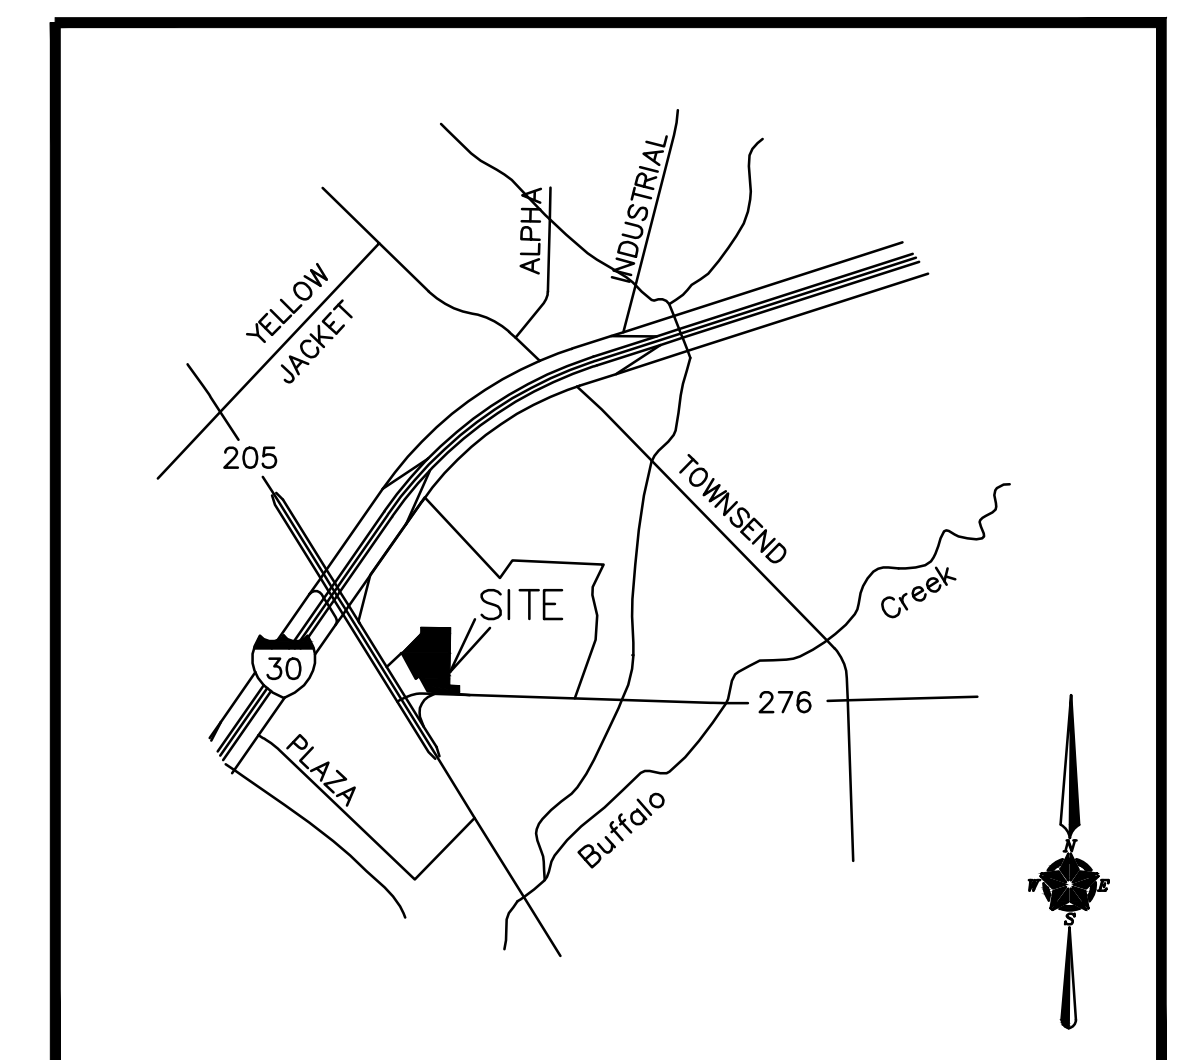 INDUSTRIAL
ALPHA
YELLOW
JACKET
205
TOWNSEND
Creek
SITE
30
276
PLAZA
Buffalo
N
W E
S